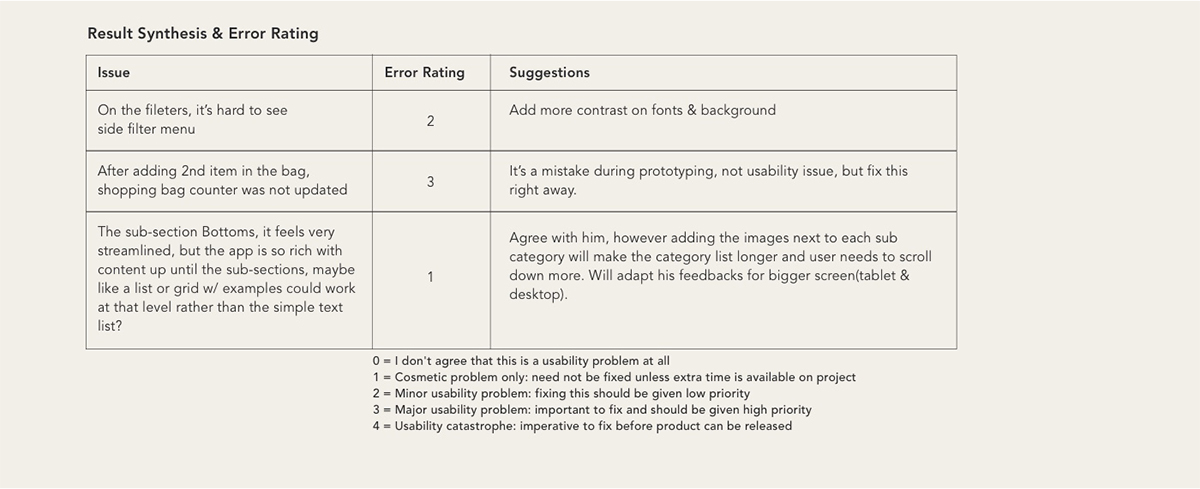 Result Synthesis & Error Rating
Issue
Error Rating
Suggestions
On the fileters, it’s hard to see
side filter menu
2
Add more contrast on fonts & background
After adding 2nd item in the bag,
shopping bag counter was not updated
3
It’s a mistake during prototyping, not usability issue, but fix this
right away.
The sub-section Bottoms, it feels very
streamlined, but the app is so rich with
content up until the sub-sections, maybe
like a list or grid w/ examples could work
at that level rather than the simple text
list?
1
Agree with him, however adding the images next to each sub
category will make the category list longer and user needs to scroll
down more. Will adapt his feedbacks for bigger screen(tablet &
desktop).
0 = I don't agree that this is a usability problem at all
1 = Cosmetic problem only: need not be fixed unless extra time is available on project
2 = Minor usability problem: fixing this should be given low priority
3 = Major usability problem: important to fix and should be given high priority
4 = Usability catastrophe: imperative to fix before product can be released